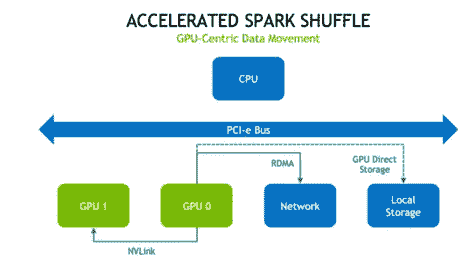 ACCELERATED SPARK SHUFFLE
GPU-Centric Data Movement
CPU
PCI-e Bus
GPU Direct
Storage
RDMA
GPU 1
GPU 0
Network
Local
Storage
NVLink